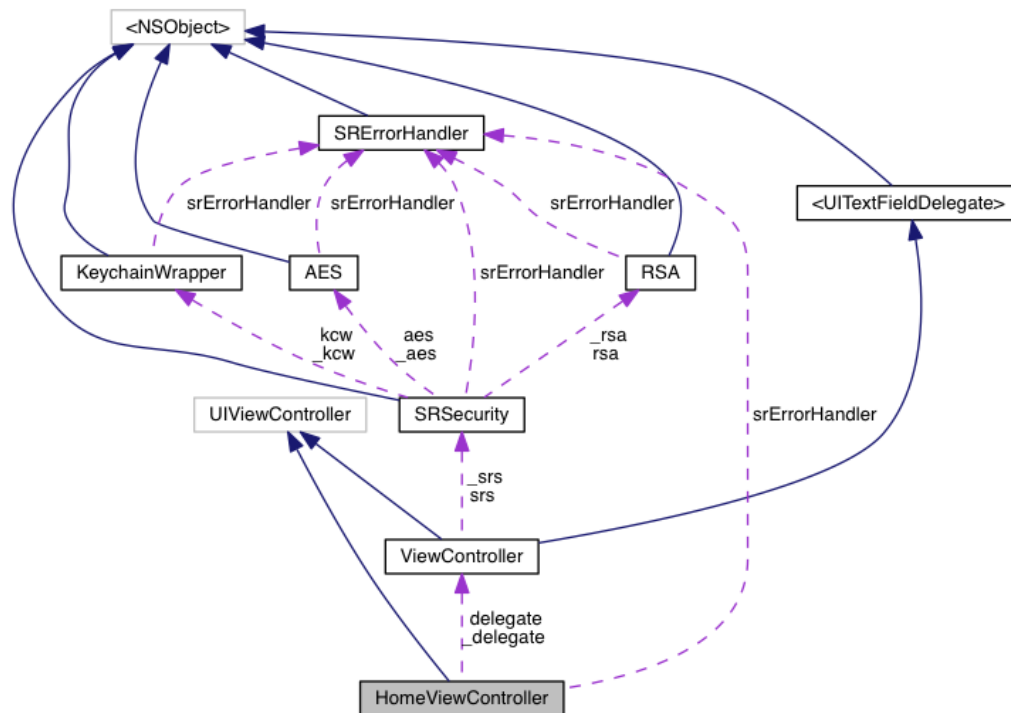 <NSObject>
SRErrorHandler
srErrorHandler
srErrorHandler
srErrorHandler
<UITextFieldDelegate>
srErrorHandler
KeychainWrapper
AES
RSA
_kcw
_kcw
aes
_aes
_rsa
rsa
UIViewController
SRSecurity
srErrorHandler
_srs
srs
ViewController
delegate
_delegate
HomeViewController